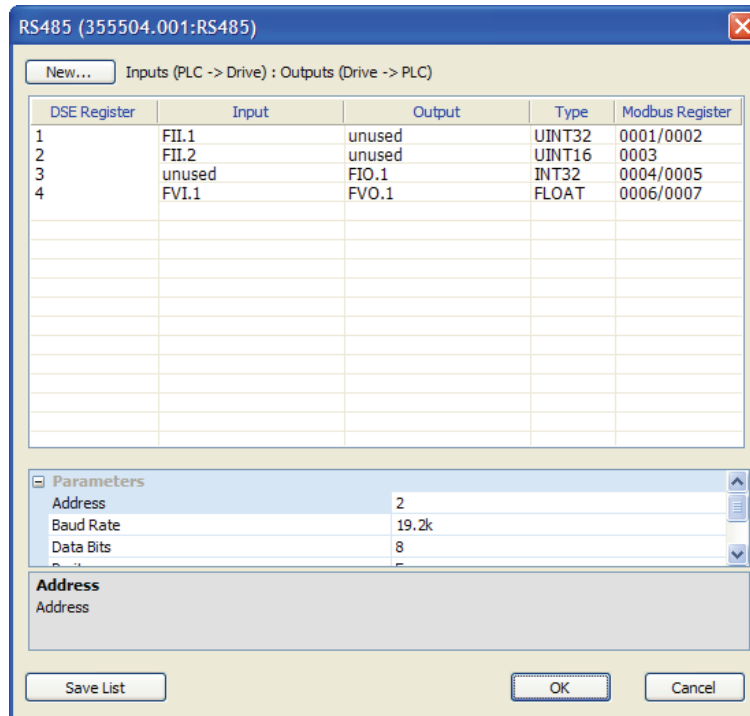 RS485 (355504.001:RS485)
New... Inputs (PLC -> Drive) : Outputs (Drive -> PLC)
DSE Register Input Output Type Modbus Register
1 FII.1 unused UINT32 0001/0002
2 FII.2 unused UINT16 0003
3 unused FIO.1 INT32 0004/0005
4 FVI.1 FVO.1 FLOAT 0006/0007
Parameters
Address 2
Baud Rate 19.2k
Data Bits 8
Address
Address
Save List OK Cancel